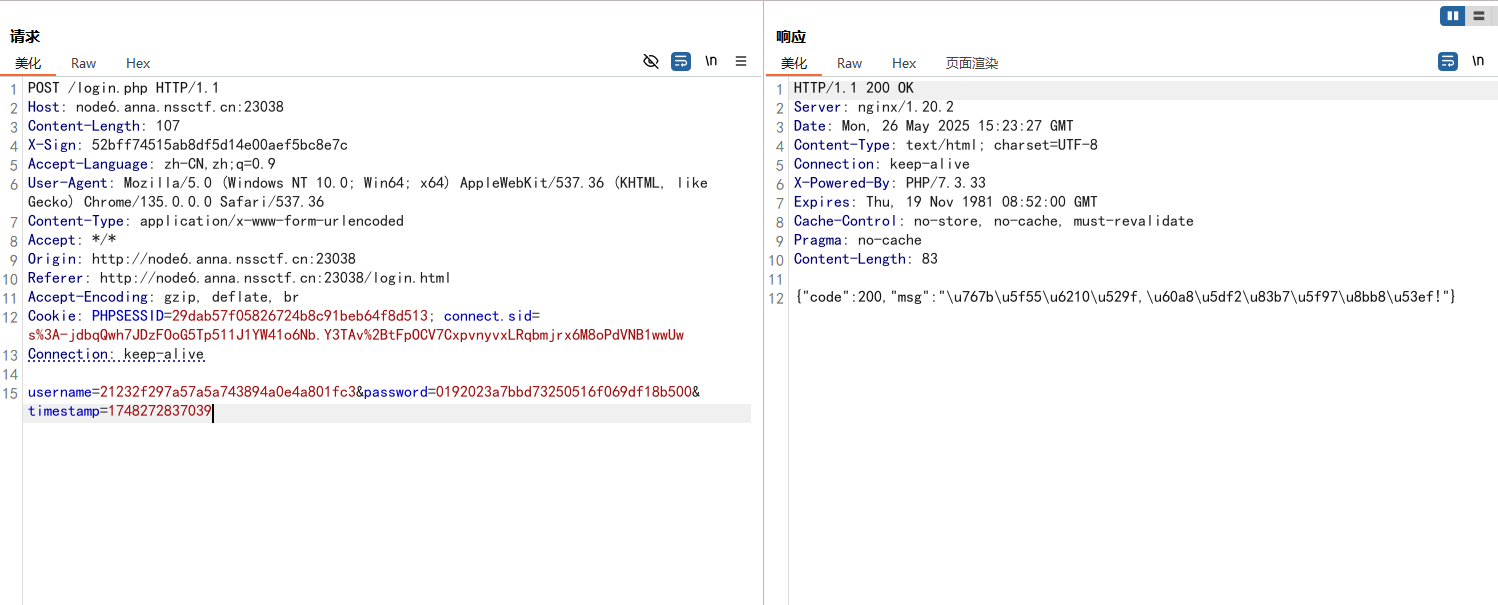 请求
美化 Raw Hex \n
1 POST /login.php HTTP/1.1
2 Host: node6.anna.nssctf.cn:23038
3 Content-Length: 107
4 X-Sign: 52bff74515ab8df5d14e00aef5bc8e7c
5 Accept-Language: zh-CN,zh;q=0.9
6 User-Agent: Mozilla/5.0 (Windows NT 10.0; Win64; x64) AppleWebKit/537.36 (KHTML, like
Gecko) Chrome/135.0.0.0 Safari/537.36
7 Content-Type: application/x-www-form-urlencoded
8 Accept: */*
9 Origin: http://node6.anna.nssctf.cn:23038
10 Referer: http://node6.anna.nssctf.cn:23038/login.html
11 Accept-Encoding: gzip, deflate, br
12 Cookie: PHPSESSID=29dab57f05826724b8c91beb64f8d513; connect.sid=
s%3A-jdbqQwh7JDzFOoG5Tp511J1YW41o6Nb.Y3TAv%2BtFpOCV7CxpvnyvxLRqbmjrx6M8oPdVNB1wwUw
13 Connection: keep-alive
14
15 username=21232f297a57a5a743894a0e4a801fc3&password=0192023a7bbd73250516f069df18b500&
timestamp=1748272837039
响应
美化 Raw Hex 页面渲染 \n
1 HTTP/1.1 200 OK
2 Server: nginx/1.20.2
3 Date: Mon, 26 May 2025 15:23:27 GMT
4 Content-Type: text/html; charset=UTF-8
5 Connection: keep-alive
6 X-Powered-By: PHP/7.3.33
7 Expires: Thu, 19 Nov 1981 08:52:00 GMT
8 Cache-Control: no-store, no-cache, must-revalidate
9 Pragma: no-cache
10 Content-Length: 83
11
12 {"code":200,"msg":"\u767b\u5f55\u6210\u529f,\u60a8\u5df2\u83b7\u5f97\u8bb8\u53ef!"}